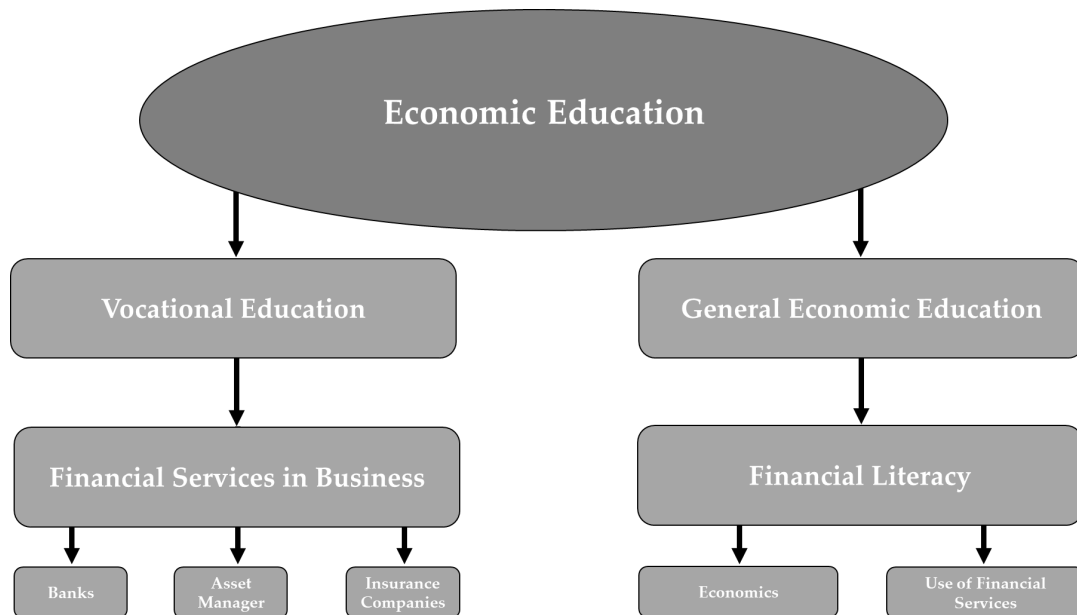 Economic Education
Vocational Education
General Economic Education
Financial Services in Business
Financial Literacy
Banks
Asset
Manager
Insurance
Companies
Economics
Use of Financial
Services